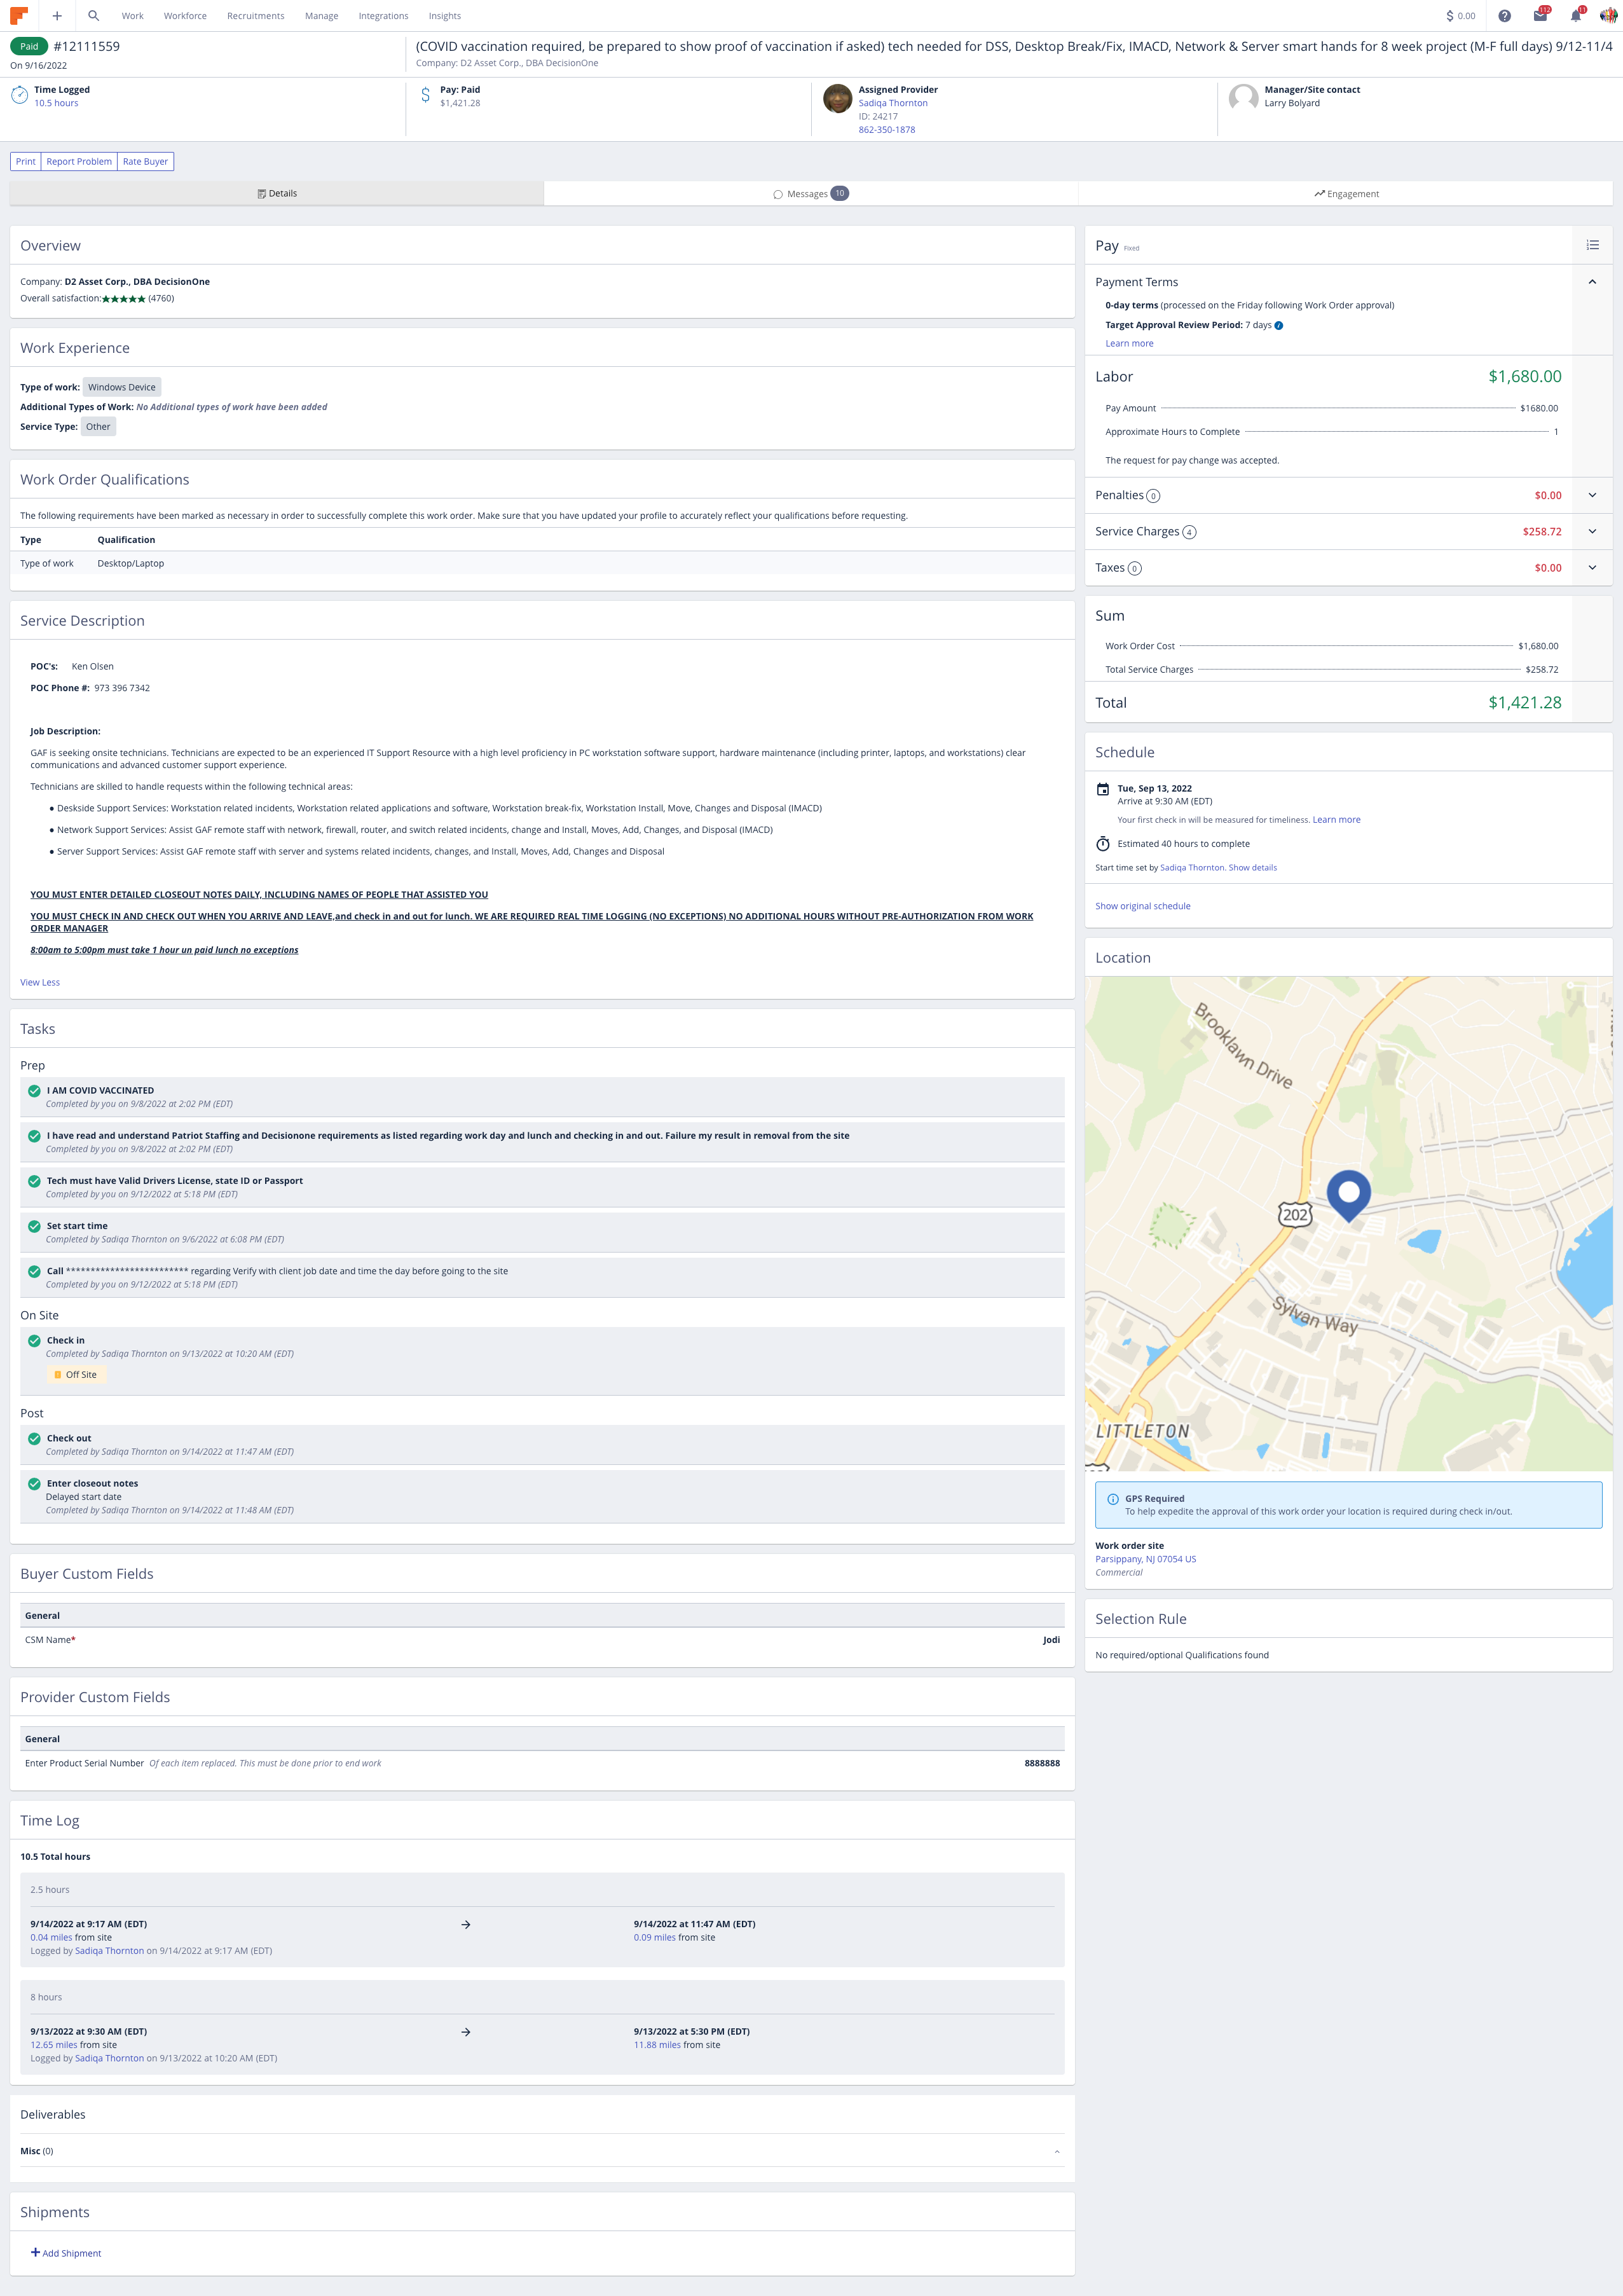 Work Workforce Recruitments Manage Integrations Insights $ 0.00 112 11
Paid #12111559
On 9/16/2022
(COVID vaccination required, be prepared to show proof of vaccination if asked) tech needed for DSS, Desktop Break/Fix, IMACD, Network & Server smart hands for 8 week project (M-F full days) 9/12-11/4
Company: D2 Asset Corp., DBA DecisionOne
Time Logged
10.5 hours
Pay: Paid
$1,421.28
Assigned Provider
Sadiqa Thornton
ID: 24217
862-350-1878
Manager/Site contact
Larry Bolyard
Print Report Problem Rate Buyer
Details Messages 10 Engagement
Overview
Company: D2 Asset Corp., DBA DecisionOne
Overall satisfaction:★★★★★ (4760)
Work Experience
Type of work: Windows Device
Additional Types of Work: No Additional types of work have been added
Service Type: Other
Work Order Qualifications
The following requirements have been marked as necessary in order to successfully complete this work order. Make sure that you have updated your profile to accurately reflect your qualifications before requesting.
Type Qualification
Type of work Desktop/Laptop
Service Description
POC's: Ken Olsen
POC Phone #: 973 396 7342
Job Description:
GAF is seeking onsite technicians. Technicians are expected to be an experienced IT Support Resource with a high level proficiency in PC workstation software support, hardware maintenance (including printer, laptops, and workstations) clear
communications and advanced customer support experience.
Technicians are skilled to handle requests within the following technical areas:
● Deskside Support Services: Workstation related incidents, Workstation related applications and software, Workstation break-fix, Workstation Install, Move, Changes and Disposal (IMACD)
● Network Support Services: Assist GAF remote staff with network, firewall, router, and switch related incidents, change and Install, Moves, Add, Changes, and Disposal (IMACD)
● Server Support Services: Assist GAF remote staff with server and systems related incidents, changes, and Install, Moves, Add, Changes and Disposal
YOU MUST ENTER DETAILED CLOSEOUT NOTES DAILY, INCLUDING NAMES OF PEOPLE THAT ASSISTED YOU
YOU MUST CHECK IN AND CHECK OUT WHEN YOU ARRIVE AND LEAVE,and check in and out for lunch. WE ARE REQUIRED REAL TIME LOGGING (NO EXCEPTIONS) NO ADDITIONAL HOURS WITHOUT PRE-AUTHORIZATION FROM WORK
ORDER MANAGER
8:00am to 5:00pm must take 1 hour un paid lunch no exceptions
View Less
Tasks
Prep
I AM COVID VACCINATED
Completed by you on 9/8/2022 at 2:02 PM (EDT)
I have read and understand Patriot Staffing and Decisionone requirements as listed regarding work day and lunch and checking in and out. Failure my result in removal from the site
Completed by you on 9/8/2022 at 2:02 PM (EDT)
Tech must have Valid Drivers License, state ID or Passport
Completed by you on 9/12/2022 at 5:18 PM (EDT)
Set start time
Completed by Sadiqa Thornton on 9/6/2022 at 6:08 PM (EDT)
Call ************************* regarding Verify with client job date and time the day before going to the site
Completed by you on 9/12/2022 at 5:18 PM (EDT)
On Site
Check in
Completed by Sadiqa Thornton on 9/13/2022 at 10:20 AM (EDT)
Off Site
Post
Check out
Completed by Sadiqa Thornton on 9/14/2022 at 11:47 AM (EDT)
Enter closeout notes
Delayed start date
Completed by Sadiqa Thornton on 9/14/2022 at 11:48 AM (EDT)
Buyer Custom Fields
General
CSM Name* Jodi
Provider Custom Fields
General
Enter Product Serial Number Of each item replaced. This must be done prior to end work 8888888
Time Log
10.5 Total hours
2.5 hours
9/14/2022 at 9:17 AM (EDT) → 9/14/2022 at 11:47 AM (EDT)
0.04 miles from site 0.09 miles from site
Logged by Sadiqa Thornton on 9/14/2022 at 9:17 AM (EDT)
8 hours
9/13/2022 at 9:30 AM (EDT) → 9/13/2022 at 5:30 PM (EDT)
12.65 miles from site 11.88 miles from site
Logged by Sadiqa Thornton on 9/13/2022 at 10:20 AM (EDT)
Deliverables
Misc (0)
Shipments
+ Add Shipment
Pay Fixed
Payment Terms
0-day terms (processed on the Friday following Work Order approval)
Target Approval Review Period: 7 days
Learn more
Labor $1,680.00
Pay Amount $1680.00
Approximate Hours to Complete 1
The request for pay change was accepted.
Penalties 0 $0.00
Service Charges 4 $258.72
Taxes 0 $0.00
Sum
Work Order Cost $1,680.00
Total Service Charges $258.72
Total $1,421.28
Schedule
Tue, Sep 13, 2022
Arrive at 9:30 AM (EDT)
Your first check in will be measured for timeliness. Learn more
Estimated 40 hours to complete
Start time set by Sadiqa Thornton. Show details
Show original schedule
Location
Brooklawn Drive
202
Sylvan Way
LITTLETON
GPS Required
To help expedite the approval of this work order your location is required during check in/out.
Work order site
Parsippany, NJ 07054 US
Commercial
Selection Rule
No required/optional Qualifications found